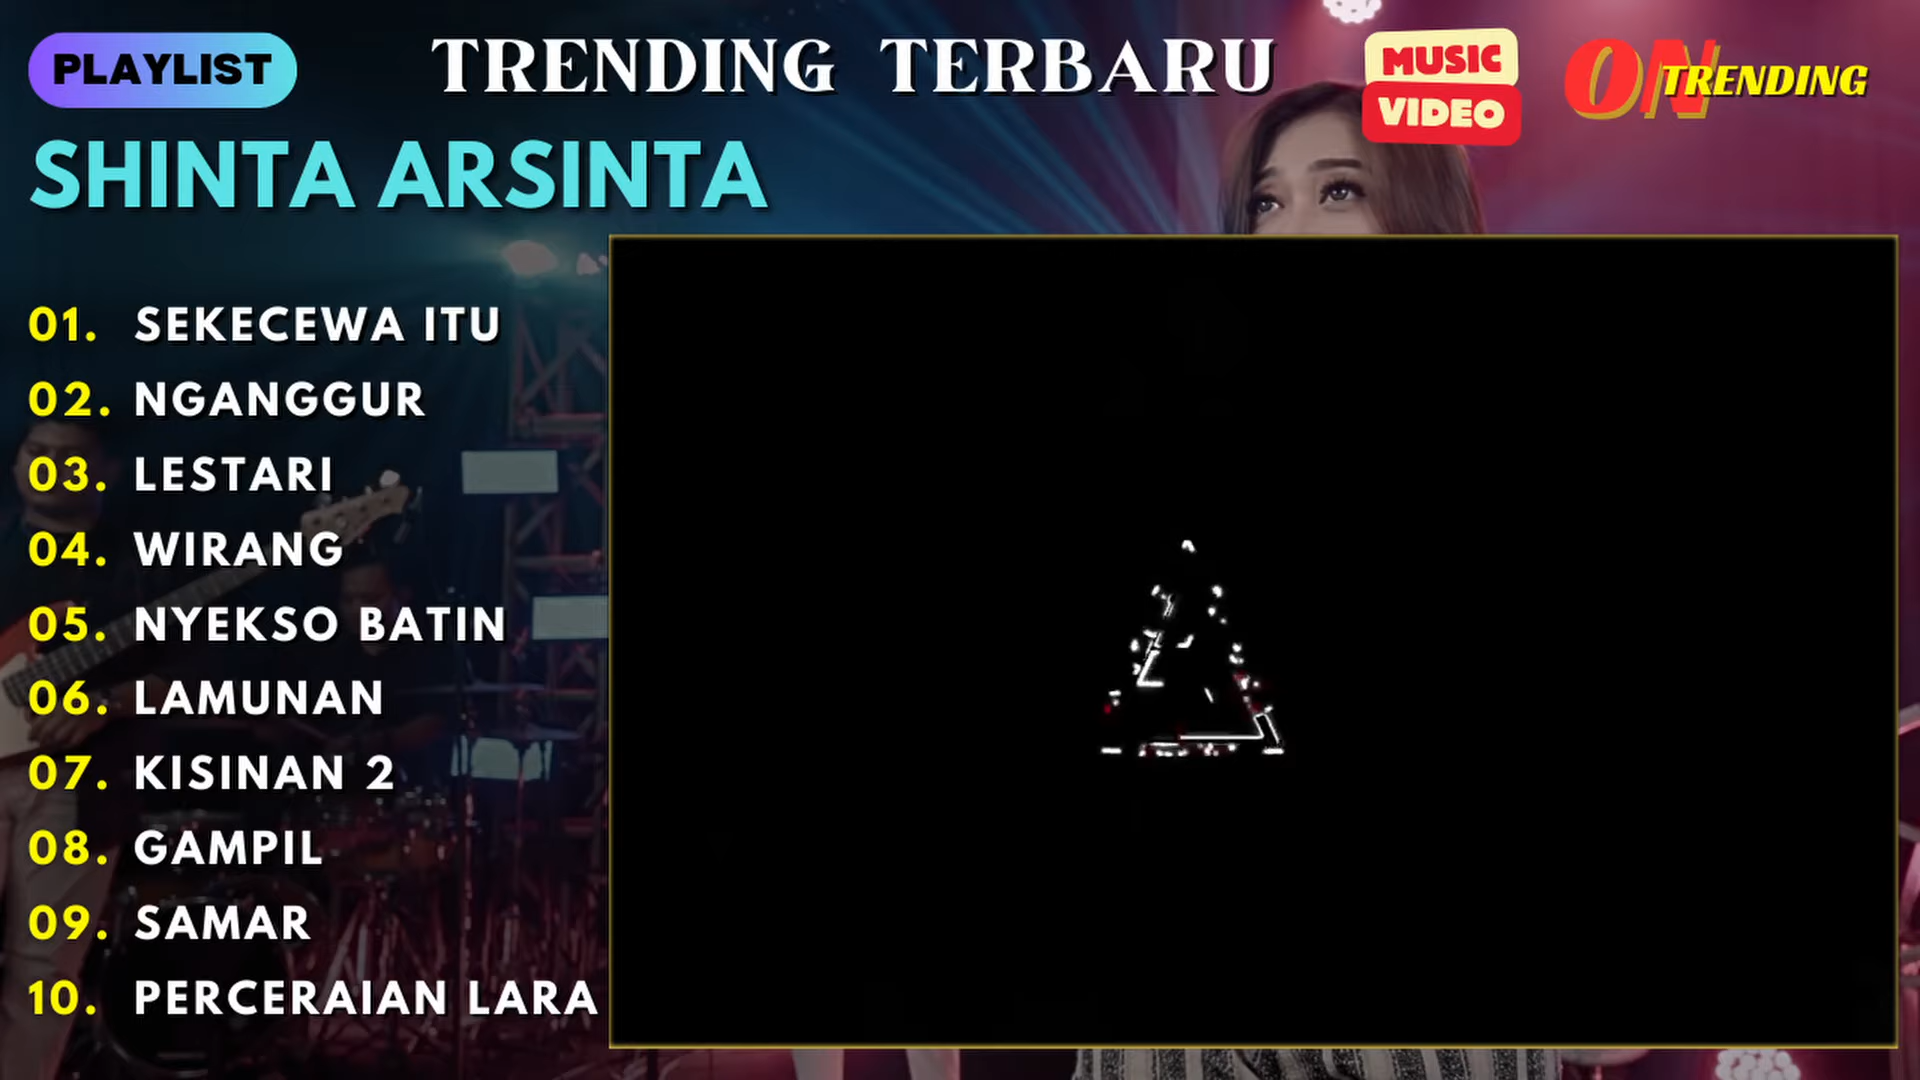 PLAYLIST
TRENDING TERBARU
MUSIC
VIDEO
ON
TRENDING
SHINTA ARSINTA
01. SEKECEWA ITU
02. NGANGGUR
03. LESTARI
04. WIRANG
05. NYEKSO BATIN
06. LAMUNAN
07. KISINAN 2
08. GAMPIL
09. SAMAR
10. PERCERAIAN LARA